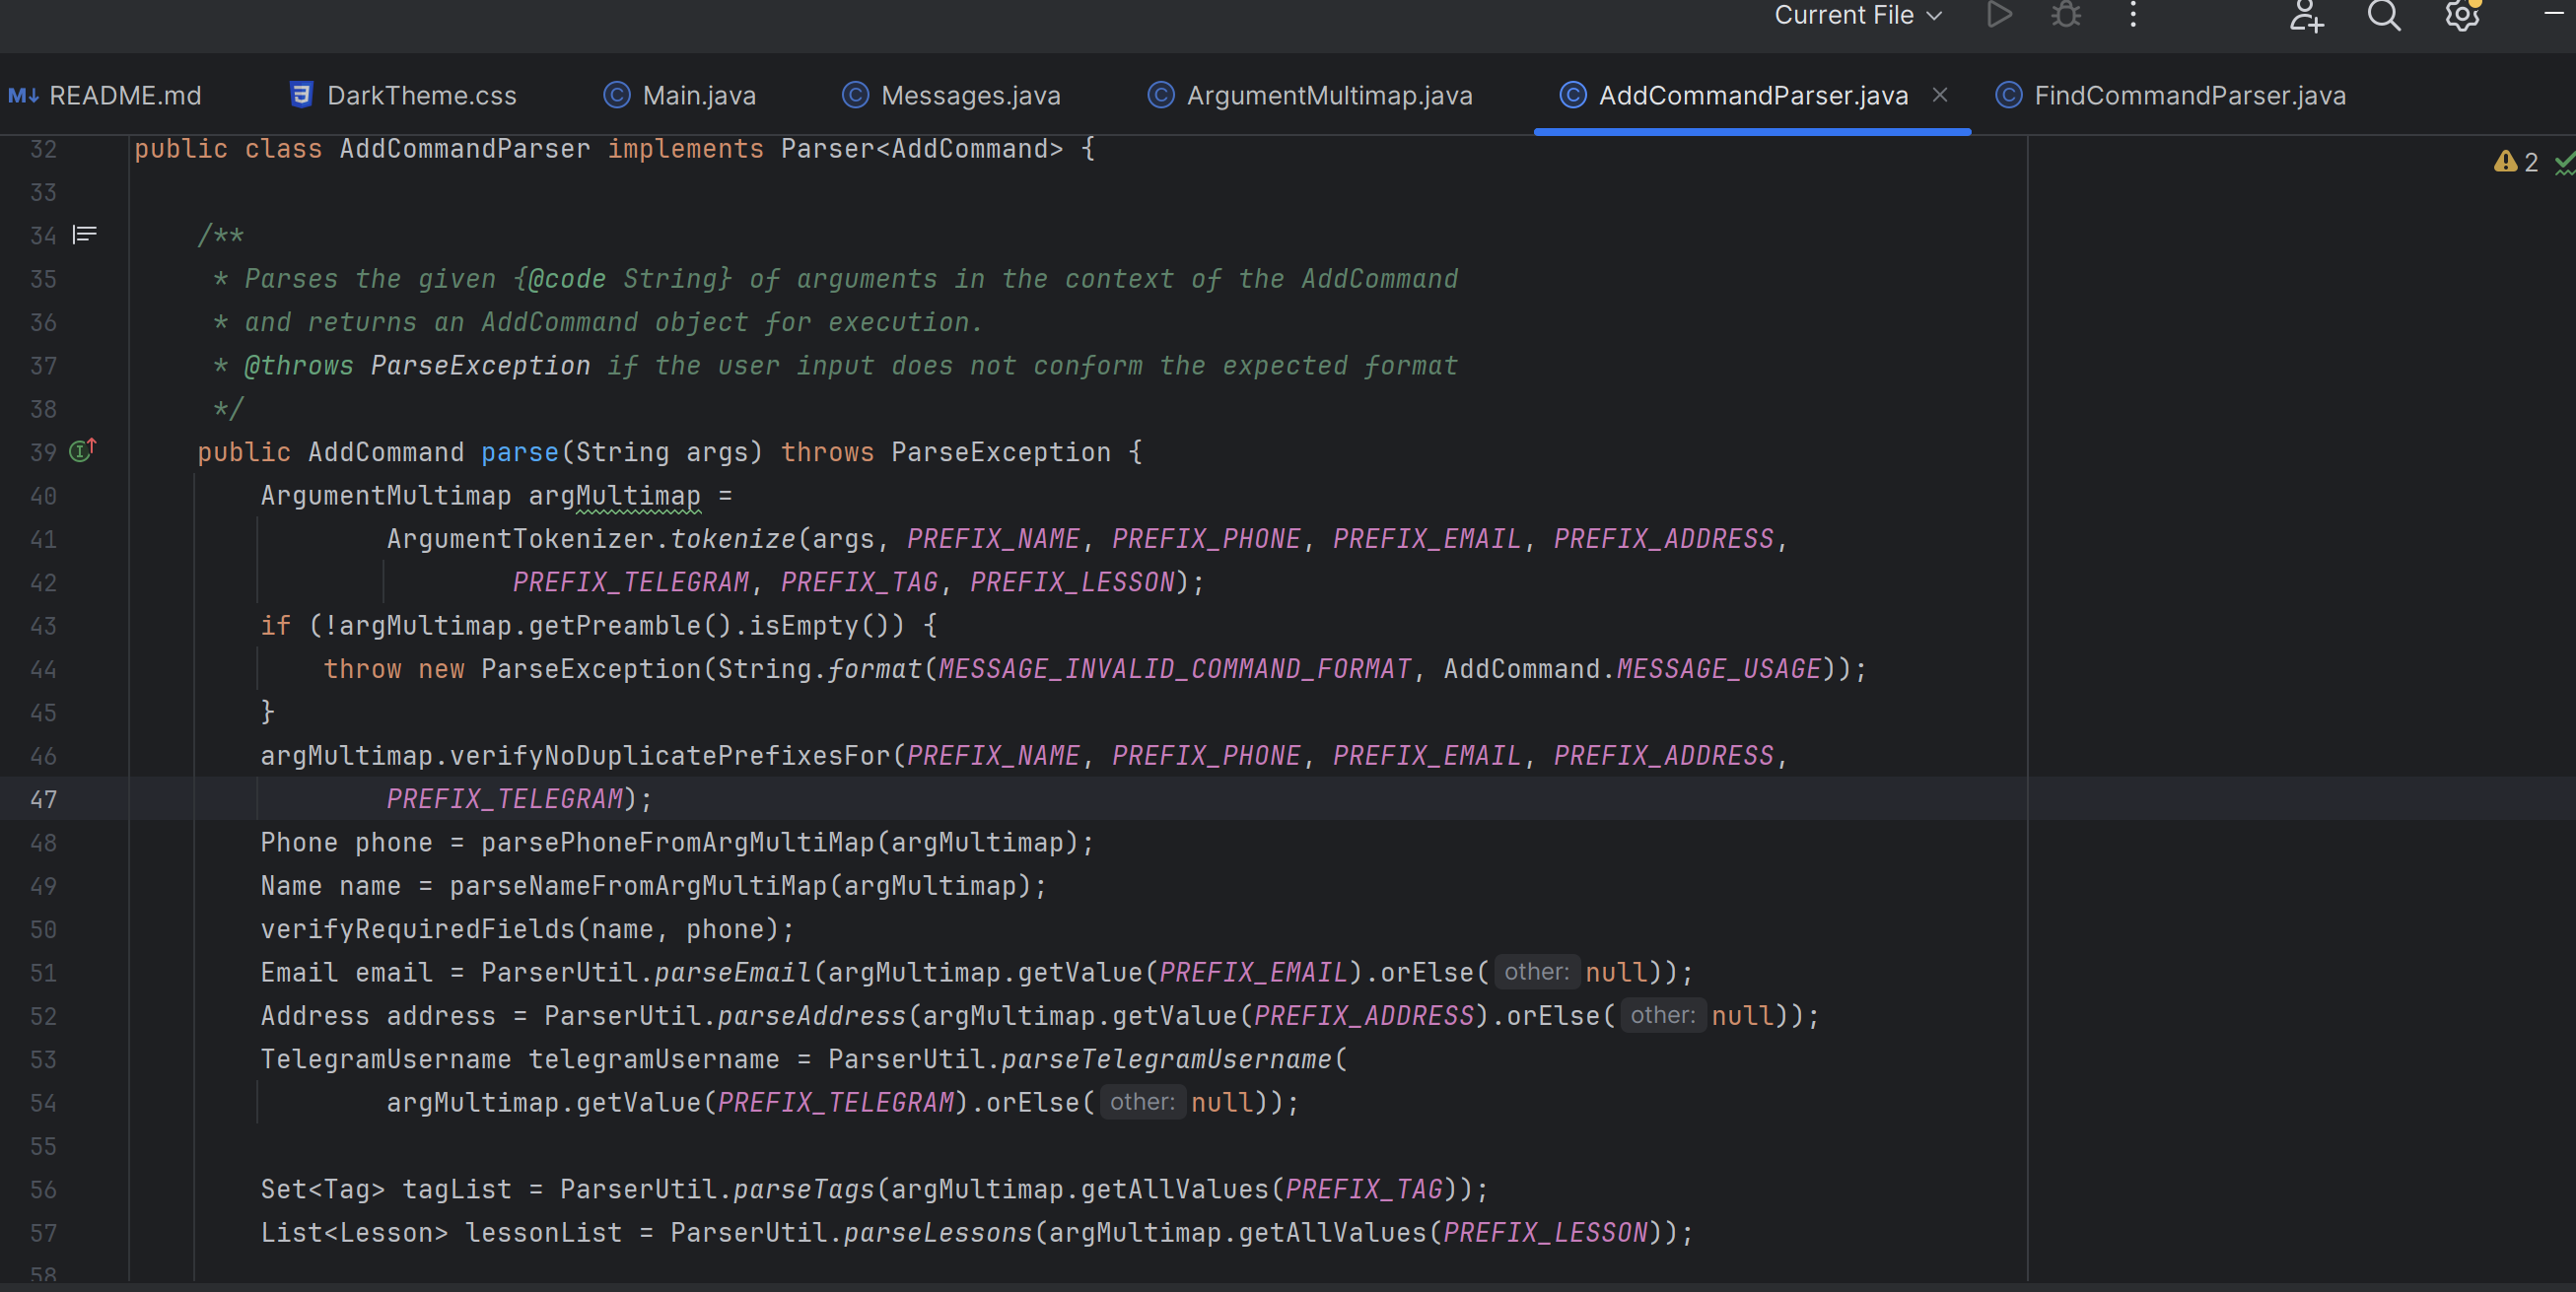 Current File
README.md DarkTheme.css Main.java Messages.java ArgumentMultimap.java AddCommandParser.java FindCommandParser.java
32 public class AddCommandParser implements Parser<AddCommand> {
2
33
34 /**
35 * Parses the given {@code String} of arguments in the context of the AddCommand
36 * and returns an AddCommand object for execution.
37 * @throws ParseException if the user input does not conform the expected format
38 */
39 public AddCommand parse(String args) throws ParseException {
40 ArgumentMultimap argMultimap =
41 ArgumentTokenizer.tokenize(args, PREFIX_NAME, PREFIX_PHONE, PREFIX_EMAIL, PREFIX_ADDRESS,
42 PREFIX_TELEGRAM, PREFIX_TAG, PREFIX_LESSON);
43 if (!argMultimap.getPreamble().isEmpty()) {
44 throw new ParseException(String.format(MESSAGE_INVALID_COMMAND_FORMAT, AddCommand.MESSAGE_USAGE));
45 }
46 argMultimap.verifyNoDuplicatePrefixesFor(PREFIX_NAME, PREFIX_PHONE, PREFIX_EMAIL, PREFIX_ADDRESS,
47 PREFIX_TELEGRAM);
48 Phone phone = parsePhoneFromArgMultiMap(argMultimap);
49 Name name = parseNameFromArgMultiMap(argMultimap);
50 verifyRequiredFields(name, phone);
51 Email email = ParserUtil.parseEmail(argMultimap.getValue(PREFIX_EMAIL).orElse( other: null));
52 Address address = ParserUtil.parseAddress(argMultimap.getValue(PREFIX_ADDRESS).orElse( other: null));
53 TelegramUsername telegramUsername = ParserUtil.parseTelegramUsername(
54 argMultimap.getValue(PREFIX_TELEGRAM).orElse( other: null));
55
56 Set<Tag> tagList = ParserUtil.parseTags(argMultimap.getAllValues(PREFIX_TAG));
57 List<Lesson> lessonList = ParserUtil.parseLessons(argMultimap.getAllValues(PREFIX_LESSON));
58